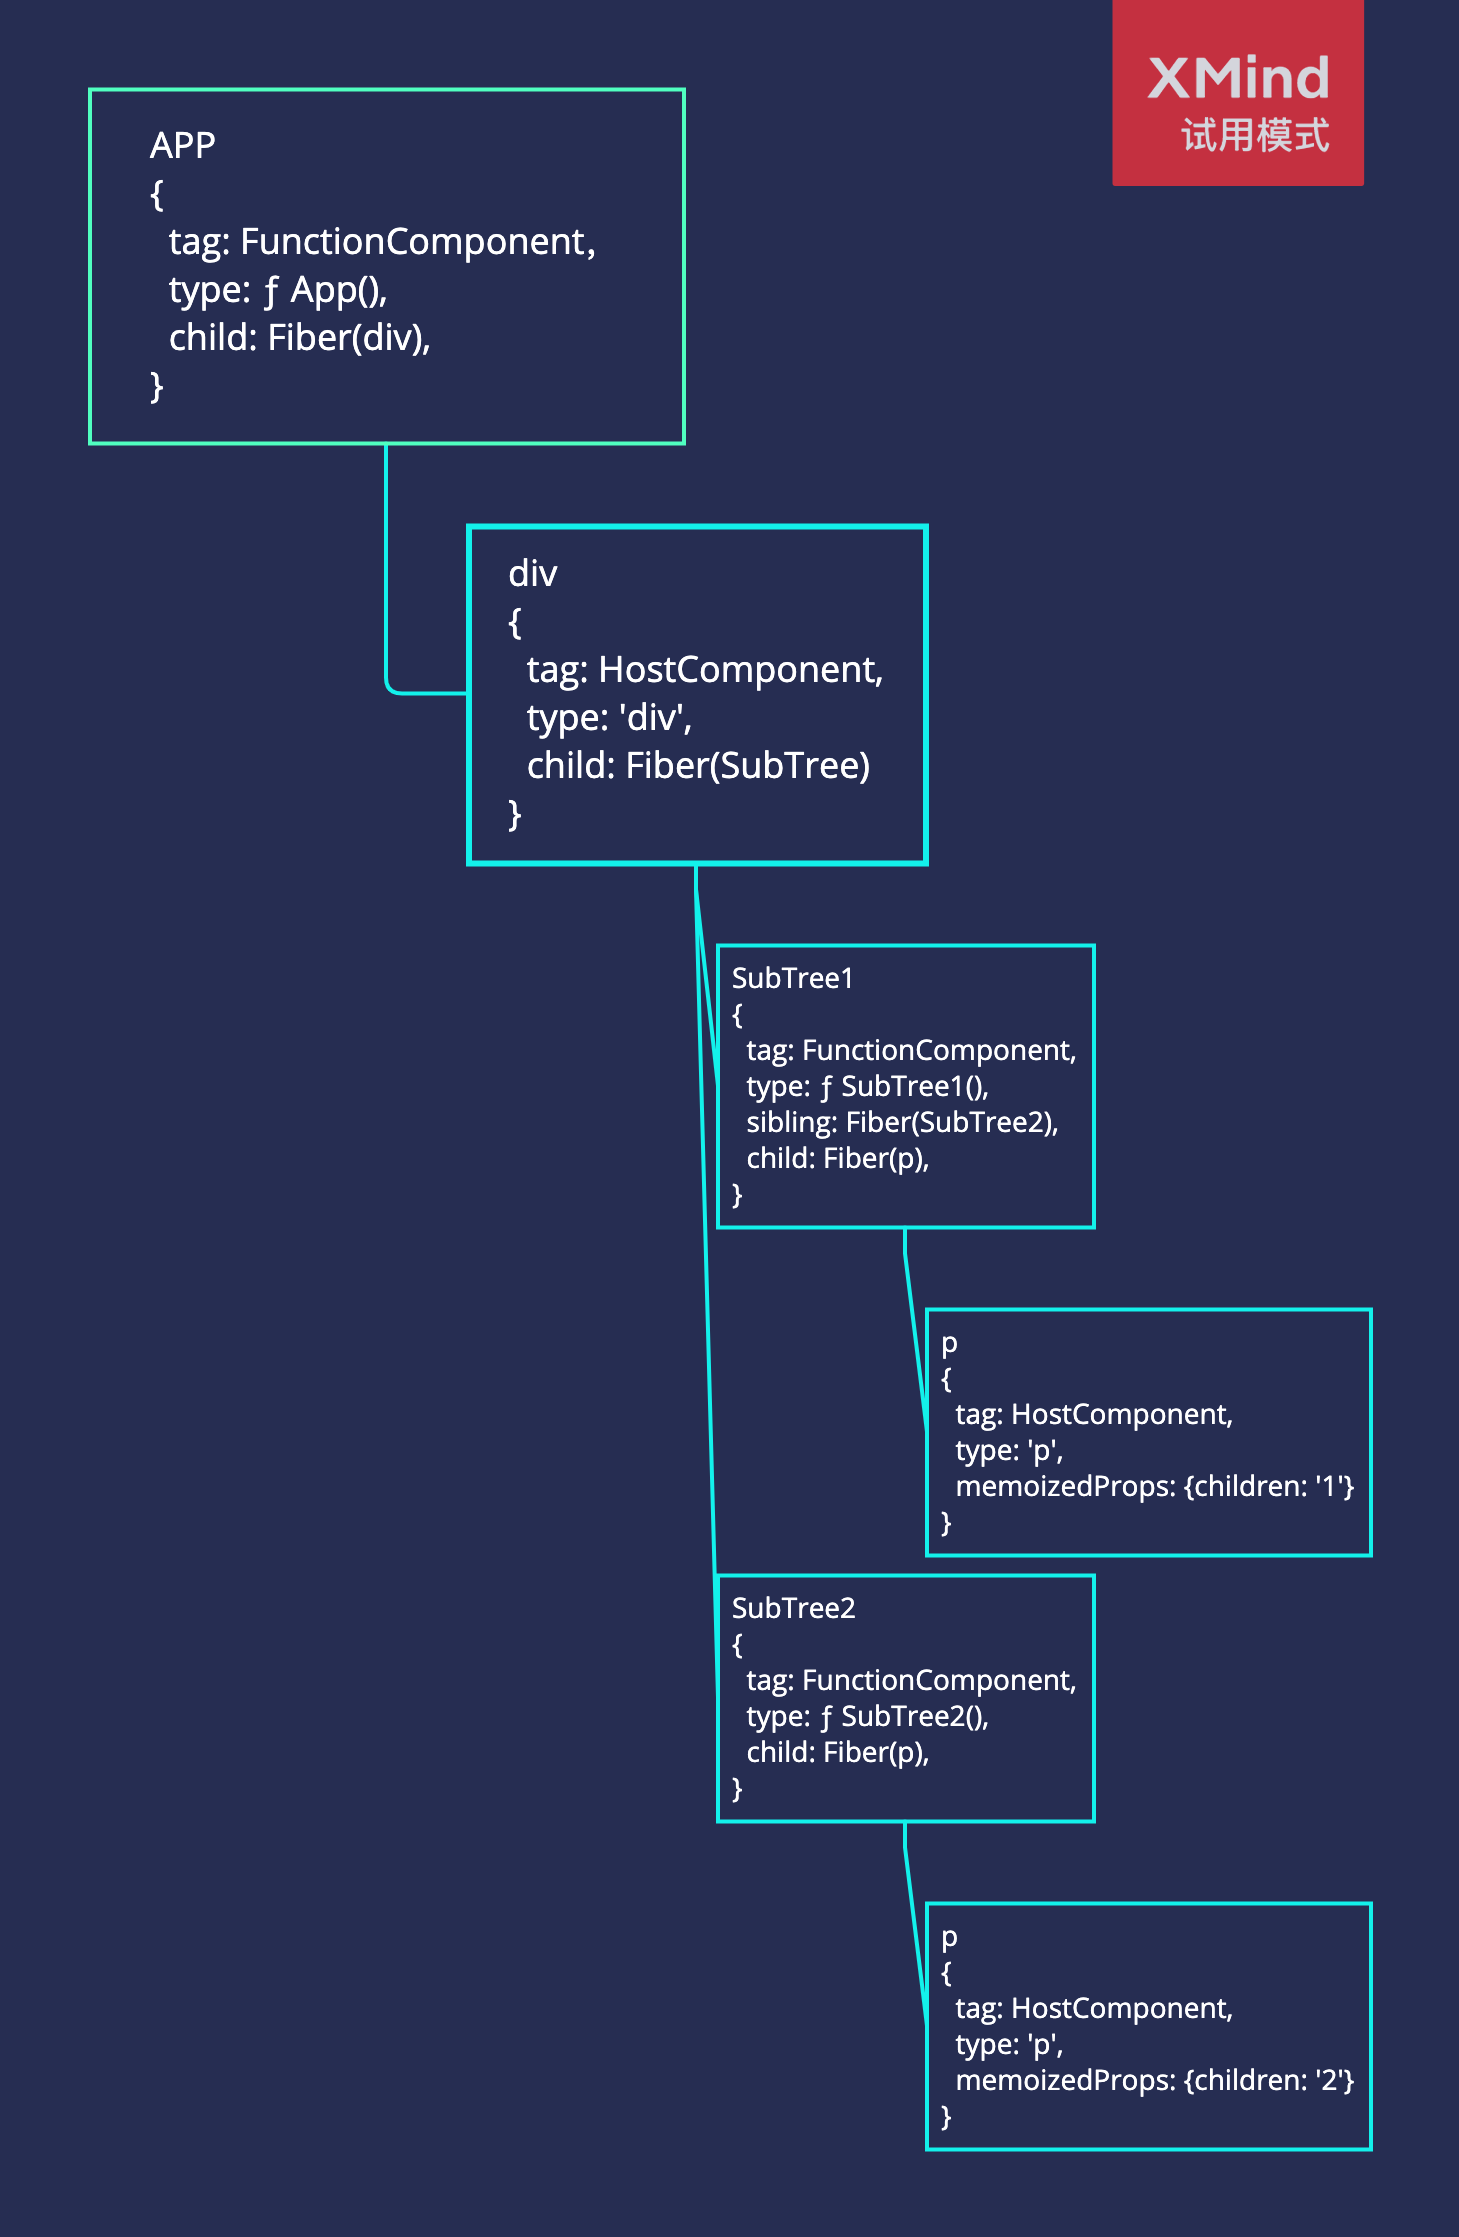 XMind
试用模式
APP
{
  tag: FunctionComponent,
  type: ƒ App(),
  child: Fiber(div),
}
div
{
  tag: HostComponent,
  type: 'div',
  child: Fiber(SubTree)
}
SubTree1
{
  tag: FunctionComponent,
  type: ƒ SubTree1(),
  sibling: Fiber(SubTree2),
  child: Fiber(p),
}
p
{
  tag: HostComponent,
  type: 'p',
  memoizedProps: {children: '1'}
}
SubTree2
{
  tag: FunctionComponent,
  type: ƒ SubTree2(),
  child: Fiber(p),
}
p
{
  tag: HostComponent,
  type: 'p',
  memoizedProps: {children: '2'}
}